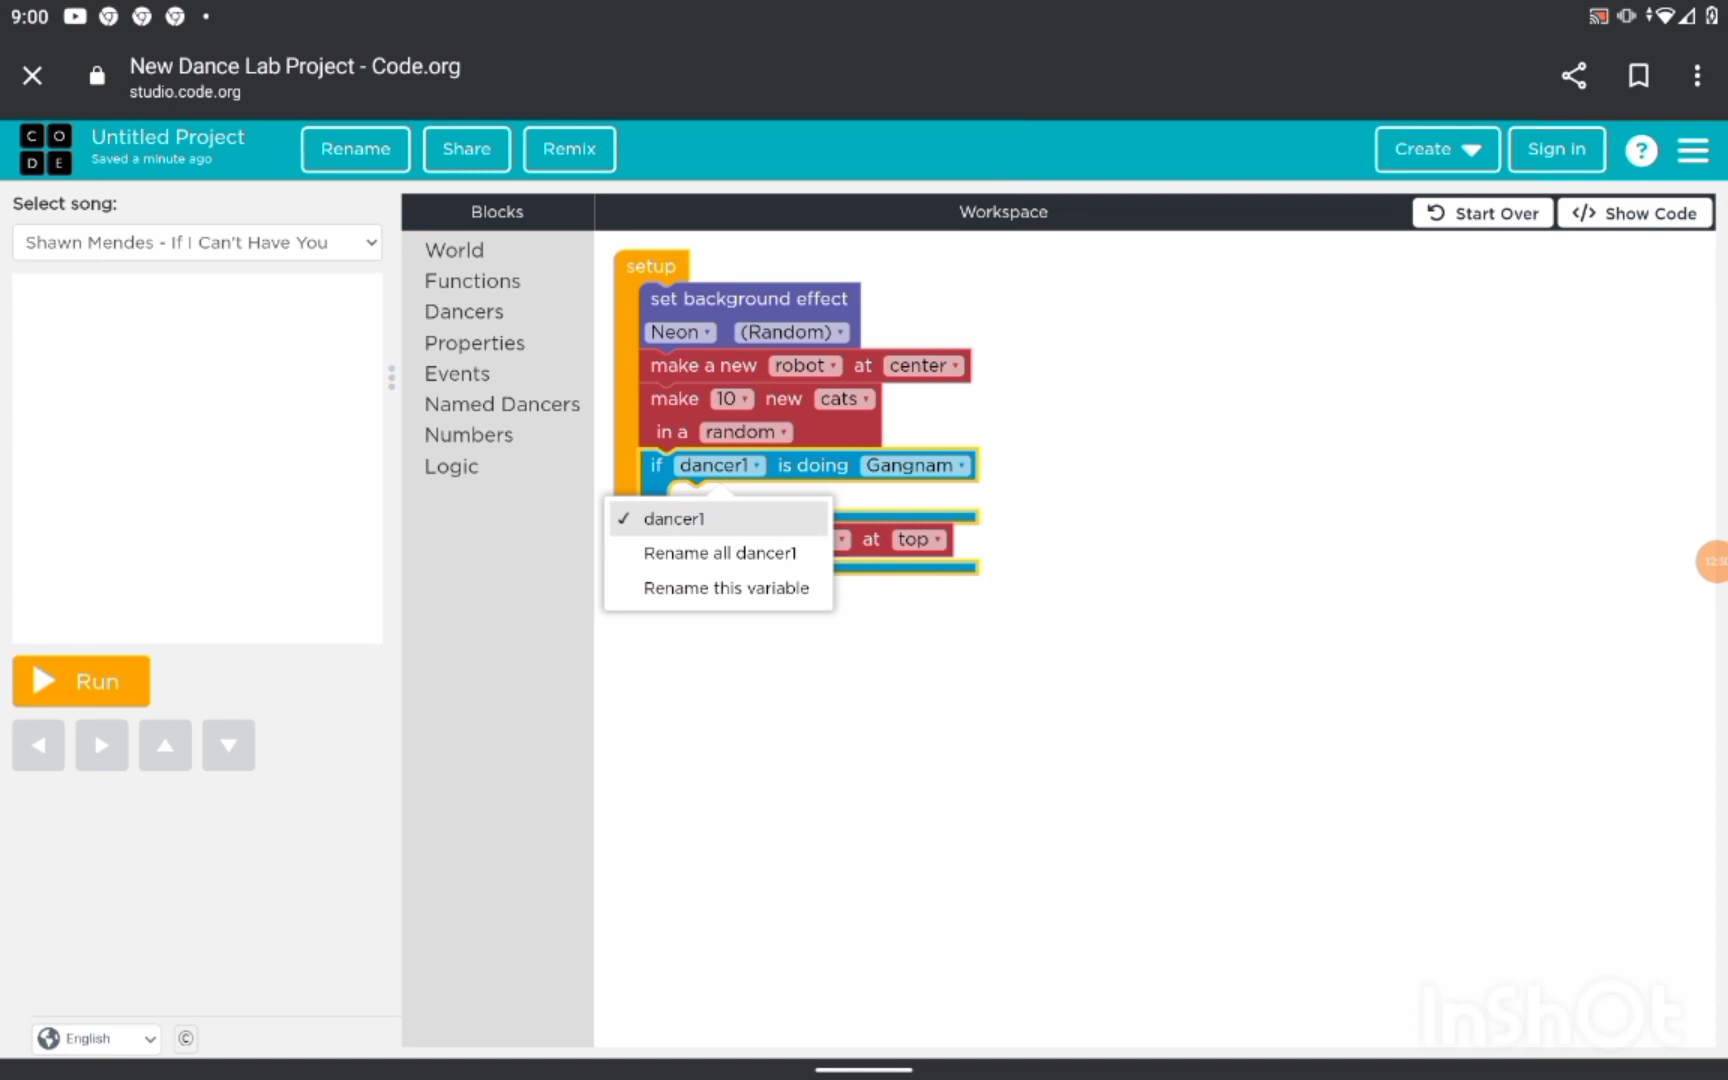 9:00
New Dance Lab Project - Code.org
studio.code.org
C O
D E
Untitled Project
Saved a minute ago
Rename
Share
Remix
Create
Sign in
?
Select song:
Shawn Mendes - If I Can't Have You
Run
English
©
Blocks
World
Functions
Dancers
Properties
Events
Named Dancers
Numbers
Logic
Workspace
Start Over
</> Show Code
setup
set background effect
Neon (Random)
make a new robot at center
make 10 new cats
in a random
if dancer1 is doing Gangnam
✓ dancer1
Rename all dancer1
Rename this variable
at top
InShOt